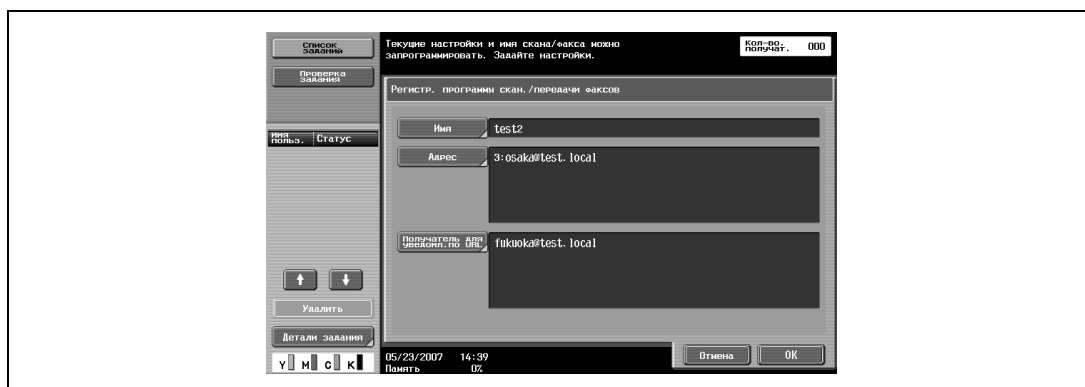 Список
заданий
Текущие настройки и имя скана/факса можно
запрограммировать. Задайте настройки.
Кол-во.
получат. 000
Проверка
задания
Регистр. программы скан./передачи факсов
Имя test2
Имя
польз. Статус
Адрес 3:osaka@test.local
Получатель для
уведомл.по URL fukuoka@test.local
Удалить
Детали задания
Отмена OK
05/23/2007 14:39
Память 0%
Y M C K